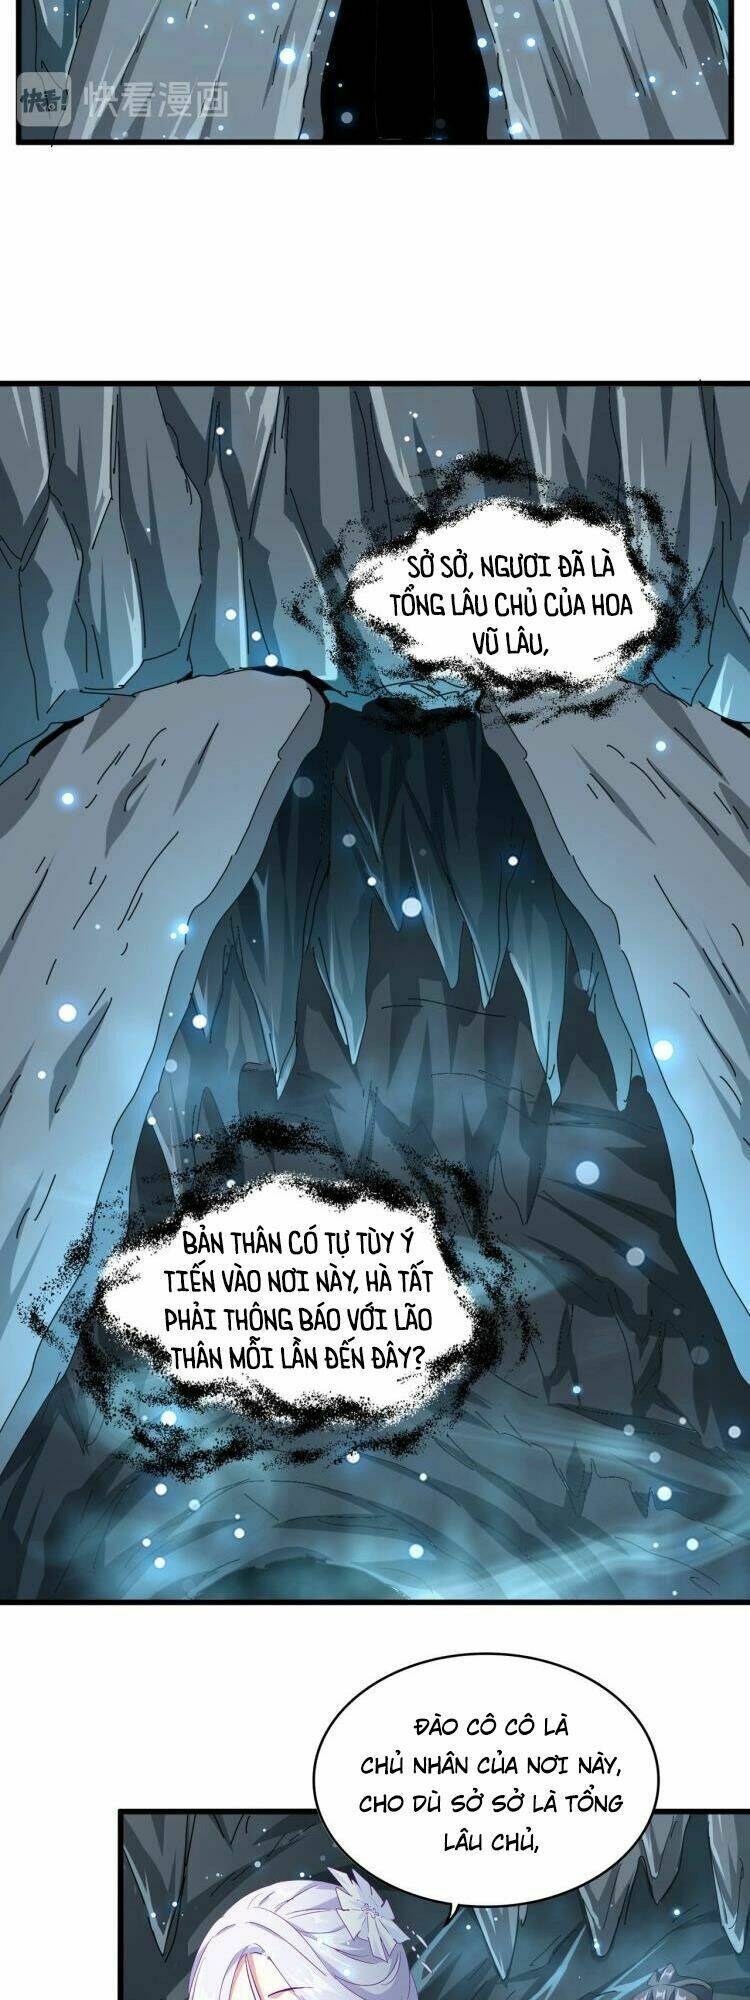 快看! 快看漫画
SỞ SỞ, NGƯƠI ĐÃ LÀ
TỔNG LÂU CHỦ CỦA HOA
VŨ LÂU,
BẢN THÂN CÓ TỰ TÙY Ý
TIẾN VÀO NƠI NÀY, HÀ TẤT
PHẢI THÔNG BÁO VỚI LÃO
THÂN MỖI LẦN ĐẾN ĐÂY?
ĐÀO CÔ CÔ LÀ
CHỦ NHÂN CỦA NƠI NÀY,
CHO DÙ SỞ SỞ LÀ TỔNG
LÂU CHỦ,